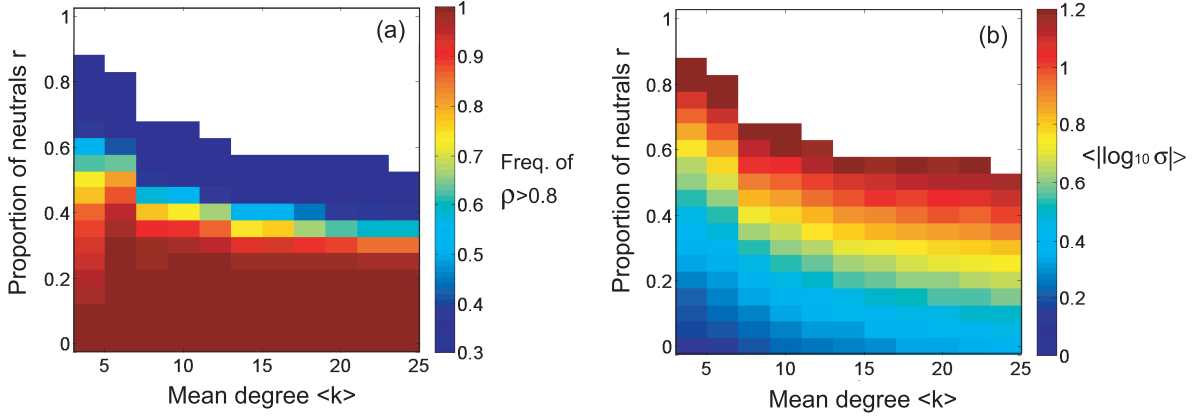 (a)
Proportion of neutrals r
1
0.8
0.6
0.4
0.2
0
5 10 15 20 25
Mean degree <k>
1
0.9
0.8
0.7
0.6
0.5
0.4
0.3
Freq. of
ρ>0.8
(b)
Proportion of neutrals r
1
0.8
0.6
0.4
0.2
0
5 10 15 20 25
Mean degree <k>
1.2
1
0.8
0.6
0.4
0.2
0
<|log10 σ|>